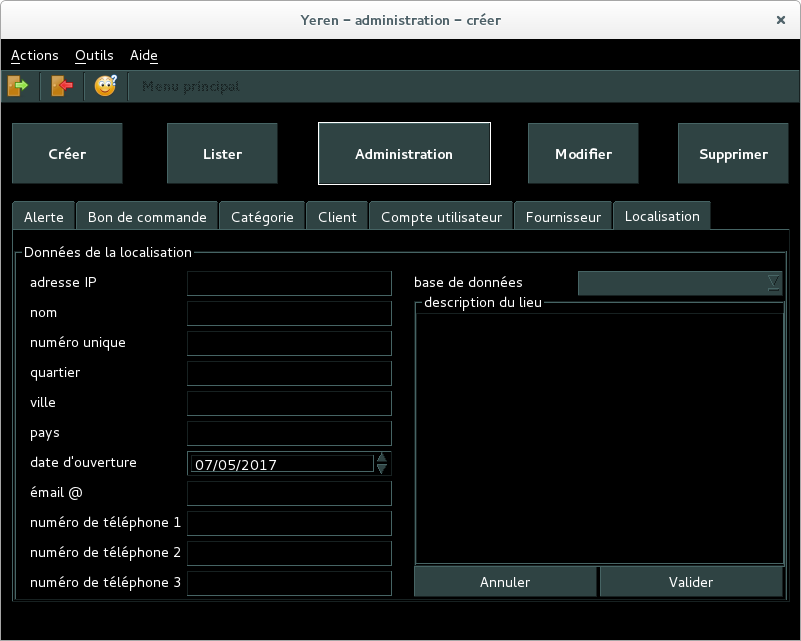 Yeren – administration – créer
Actions Outils Aide
Menu principal
Créer Lister Administration Modifier Supprimer
Alerte Bon de commande Catégorie Client Compte utilisateur Fournisseur Localisation
Données de la localisation
adresse IP base de données
description du lieu
nom
numéro unique
quartier
ville
pays
date d'ouverture 07/05/2017
émail @
numéro de téléphone 1
numéro de téléphone 2
numéro de téléphone 3 Annuler Valider